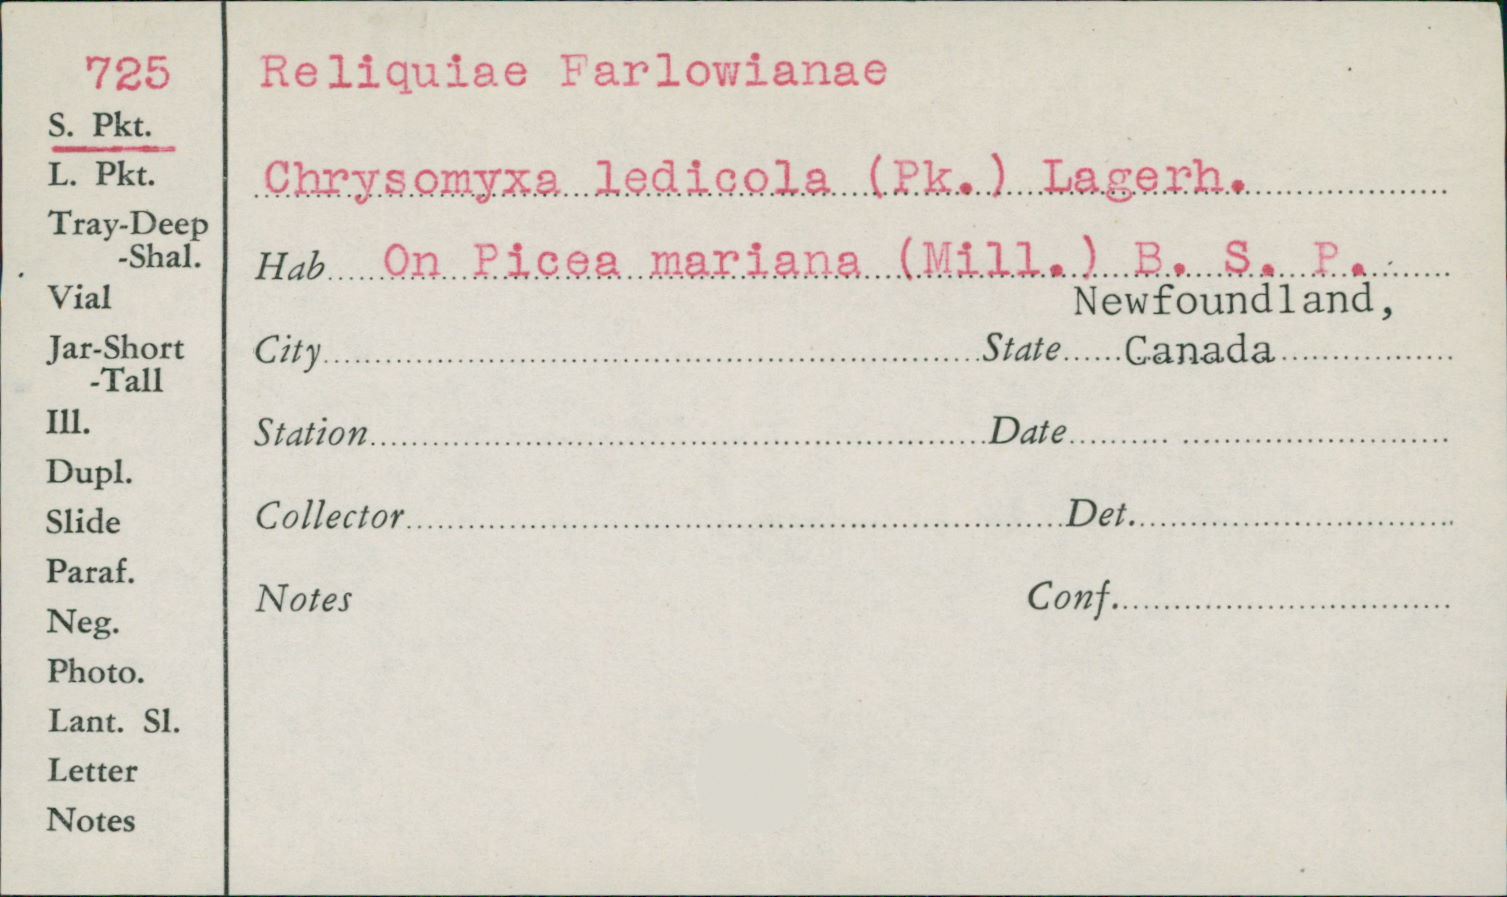 725
S. Pkt.
L. Pkt.
Tray-Deep
-Shal.
Vial
Jar-Short
-Tall
Ill.
Dupl.
Slide
Paraf.
Neg.
Photo.
Lant. Sl.
Letter
Notes
Reliquiae Farlowianae
Chrysomyxa ledicola (Pk.) Lagerh.
Hab On Picea mariana (Mill.) B. S. P.
Newfoundland,
City State Canada
Station Date
Collector Det.
Notes Conf.